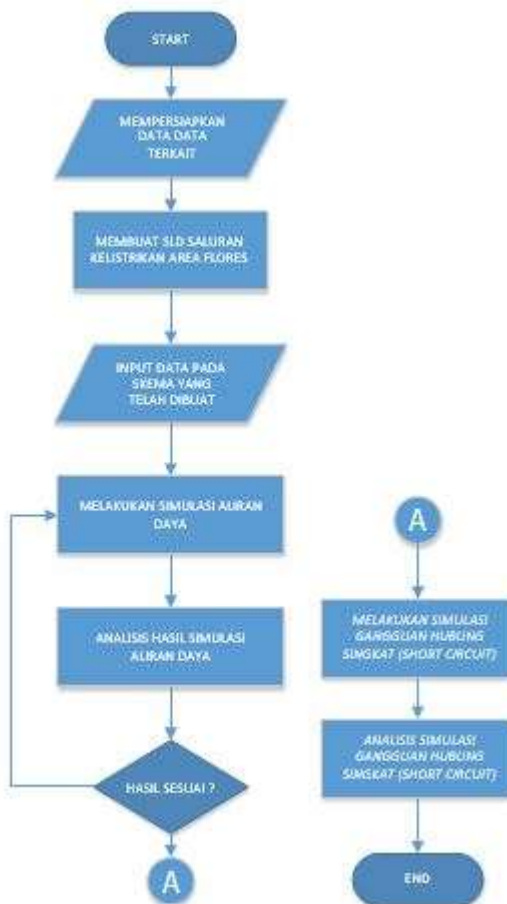 START
MEMPERSIAPKAN
DATA DATA
TERKAIT
MEMBUAT SLD SALURAN
KELISTRIKAN AREA FLORES
INPUT DATA PADA
SKEMA YANG
TELAH DIBUAT
MELAKUKAN SIMULASI ALIRAN
DAYA
ANALISIS HASIL SIMULASI
ALIRAN DAYA
HASIL SESUAI ?
A
A
MELAKUKAN SIMULASI
GANGGUAN HUBUNG
SINGKAT (SHORT CIRCUIT)
ANALISIS SIMULASI
GANGGUAN HUBUNG
SINGKAT (SHORT CIRCUIT)
END